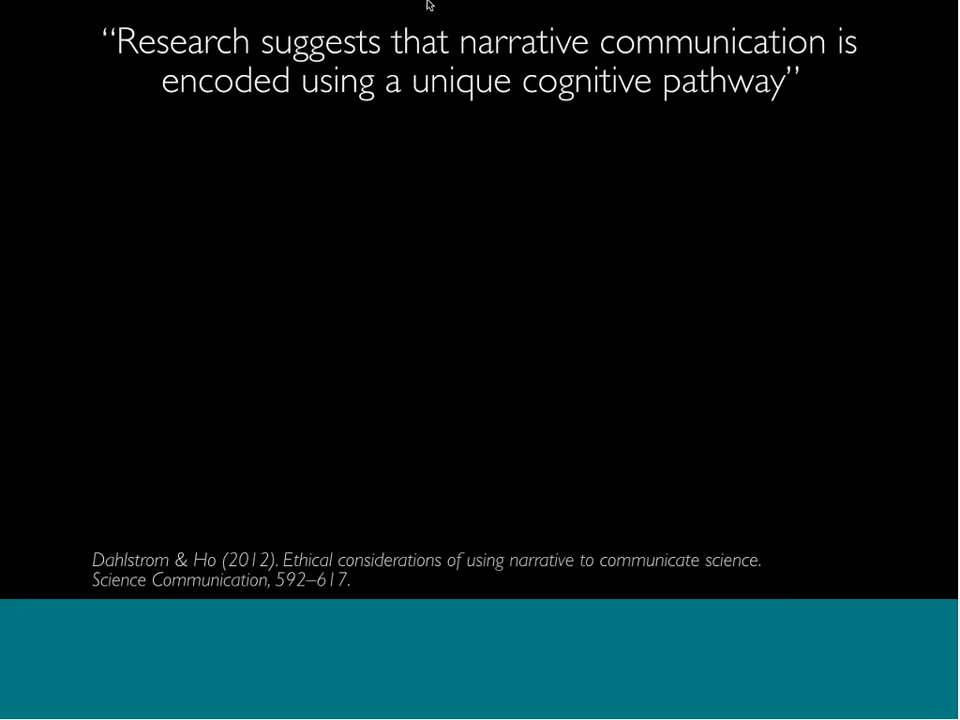 “Research suggests that narrative communication is
encoded using a unique cognitive pathway”
Dahlstrom & Ho (2012). Ethical considerations of using narrative to communicate science.
Science Communication, 592–617.